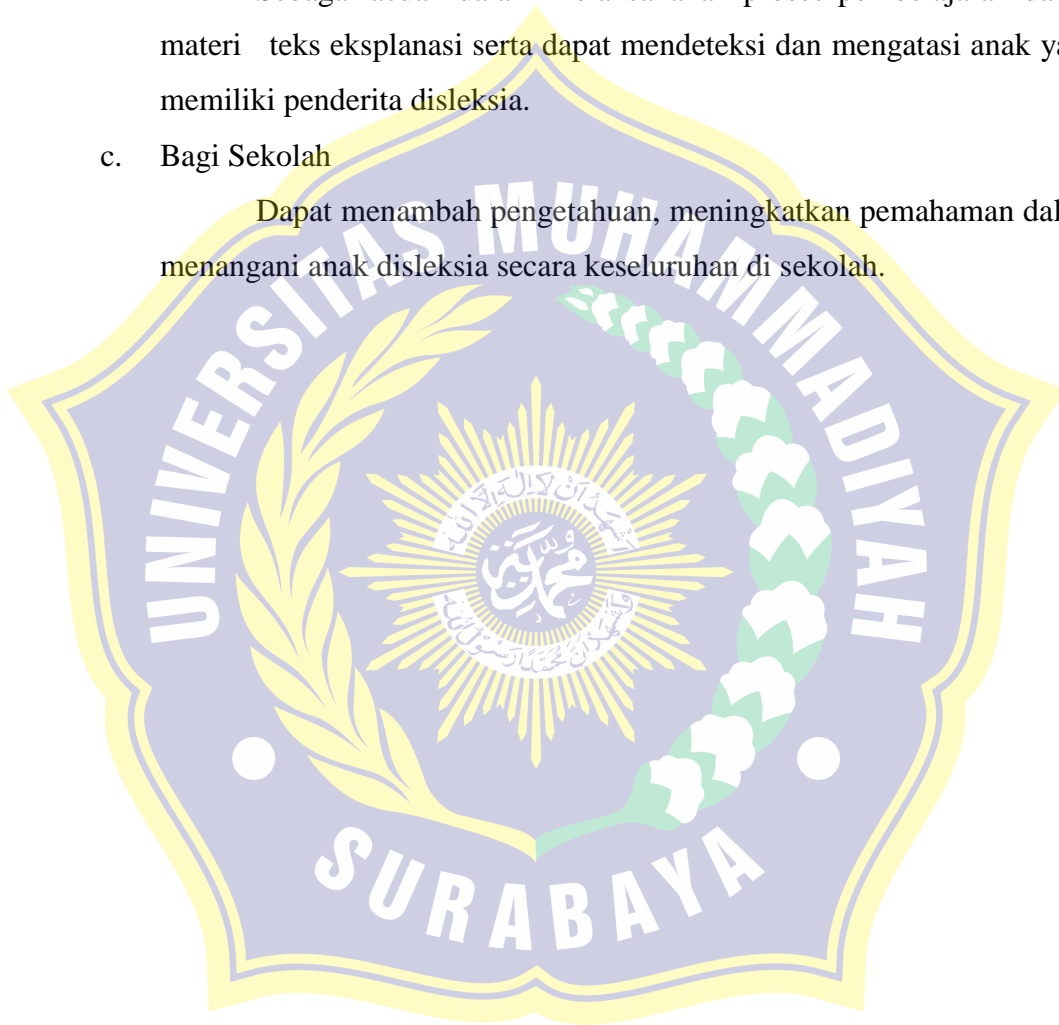 materi teks eksplanasi serta dapat mendeteksi dan mengatasi anak
memiliki penderita disleksia.
c. Bagi Sekolah
Dapat menambah pengetahuan, meningkatkan pemahaman
menangani anak disleksia secara keseluruhan di sekolah.
UNIVERSITAS MUHAMMADIYAH
SURABAYA